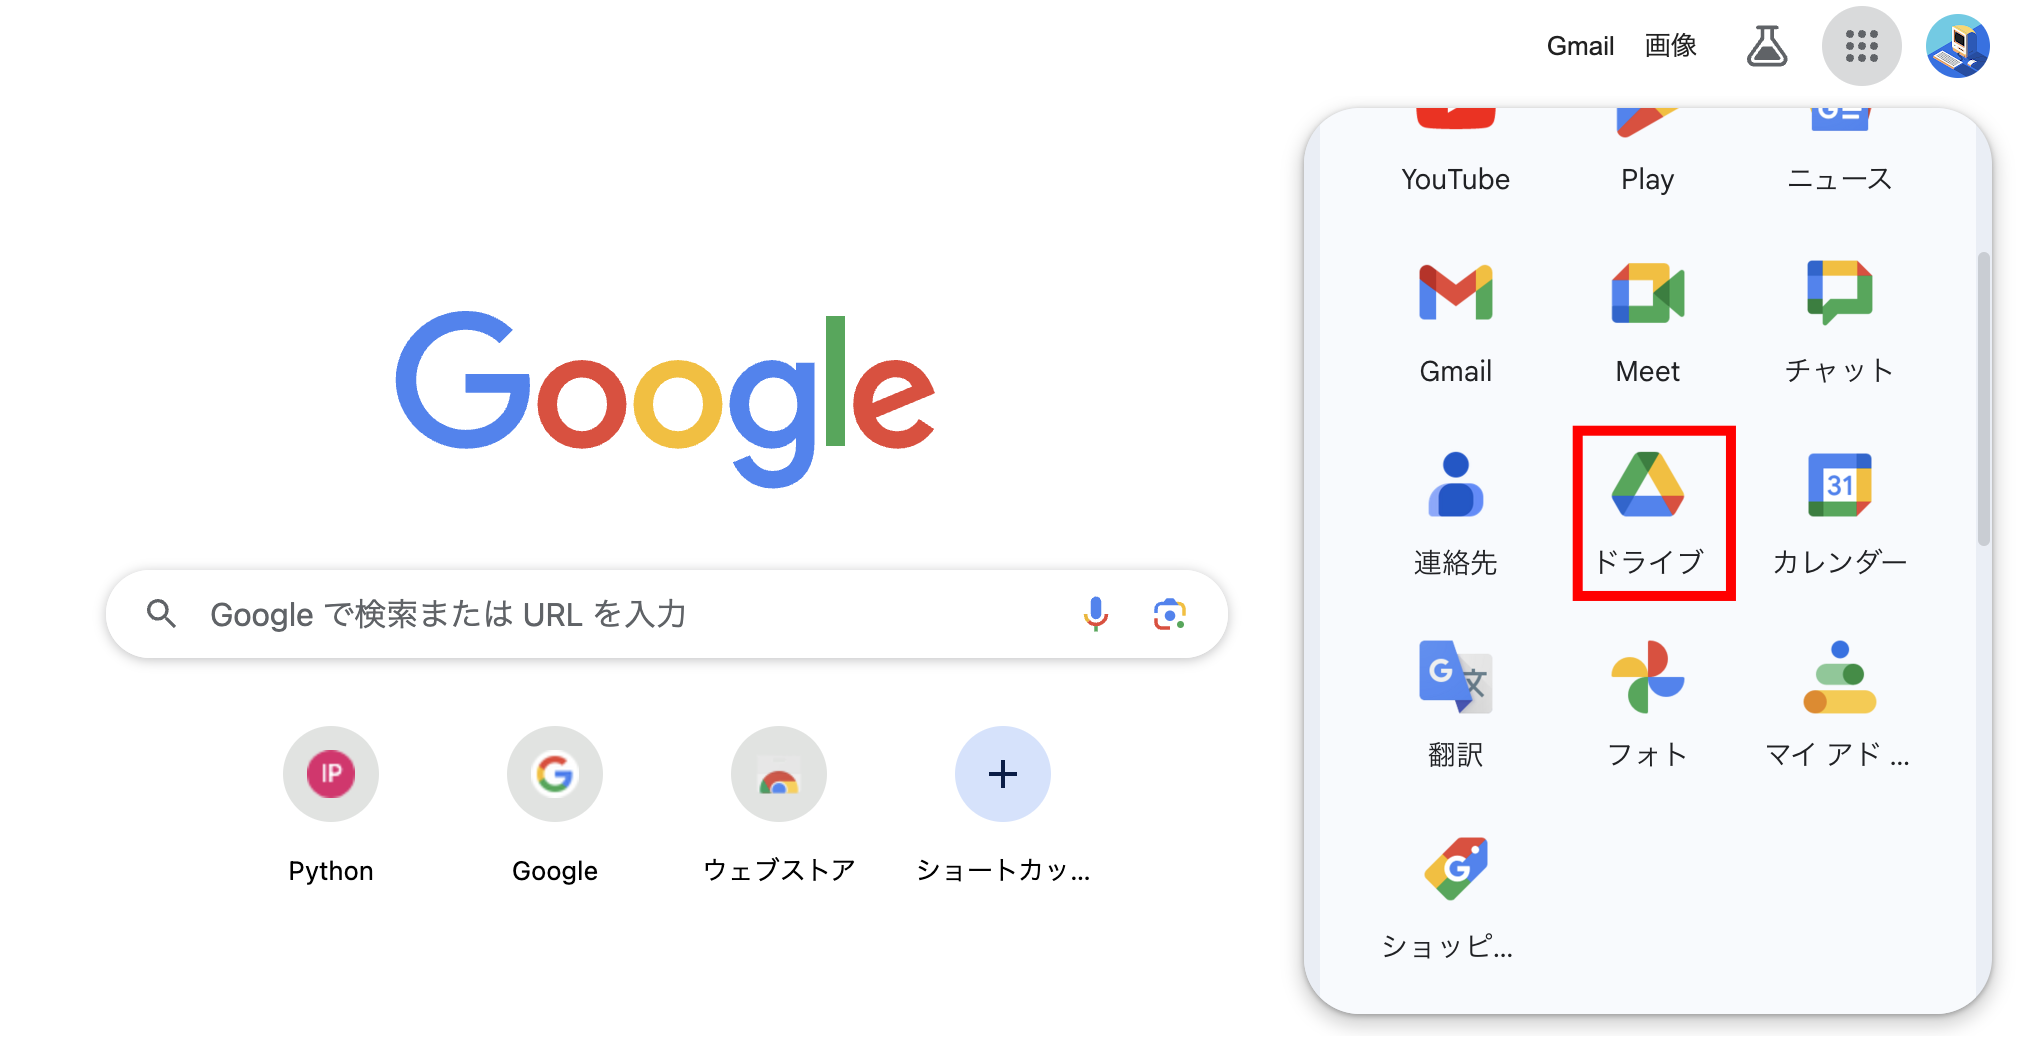 Gmail 画像
YouTube Play ニュース
Gmail Meet チャット
Google
31
連絡先 ドライブ カレンダー
Google で検索または URL を入力
G 文
翻訳 フォト マイ アド ...
IP G
Python Google ウェブストア ショートカッ...
G
ショッピ...